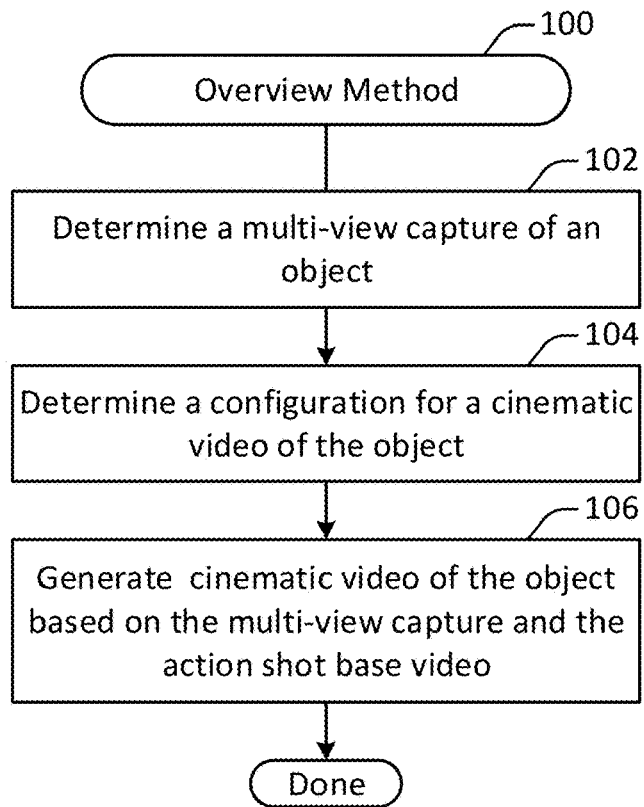 100
Overview Method
102
Determine a multi-view capture of an
object
104
Determine a configuration for a cinematic
video of the object
106
Generate cinematic video of the object
based on the multi-view capture and the
action shot base video
Done